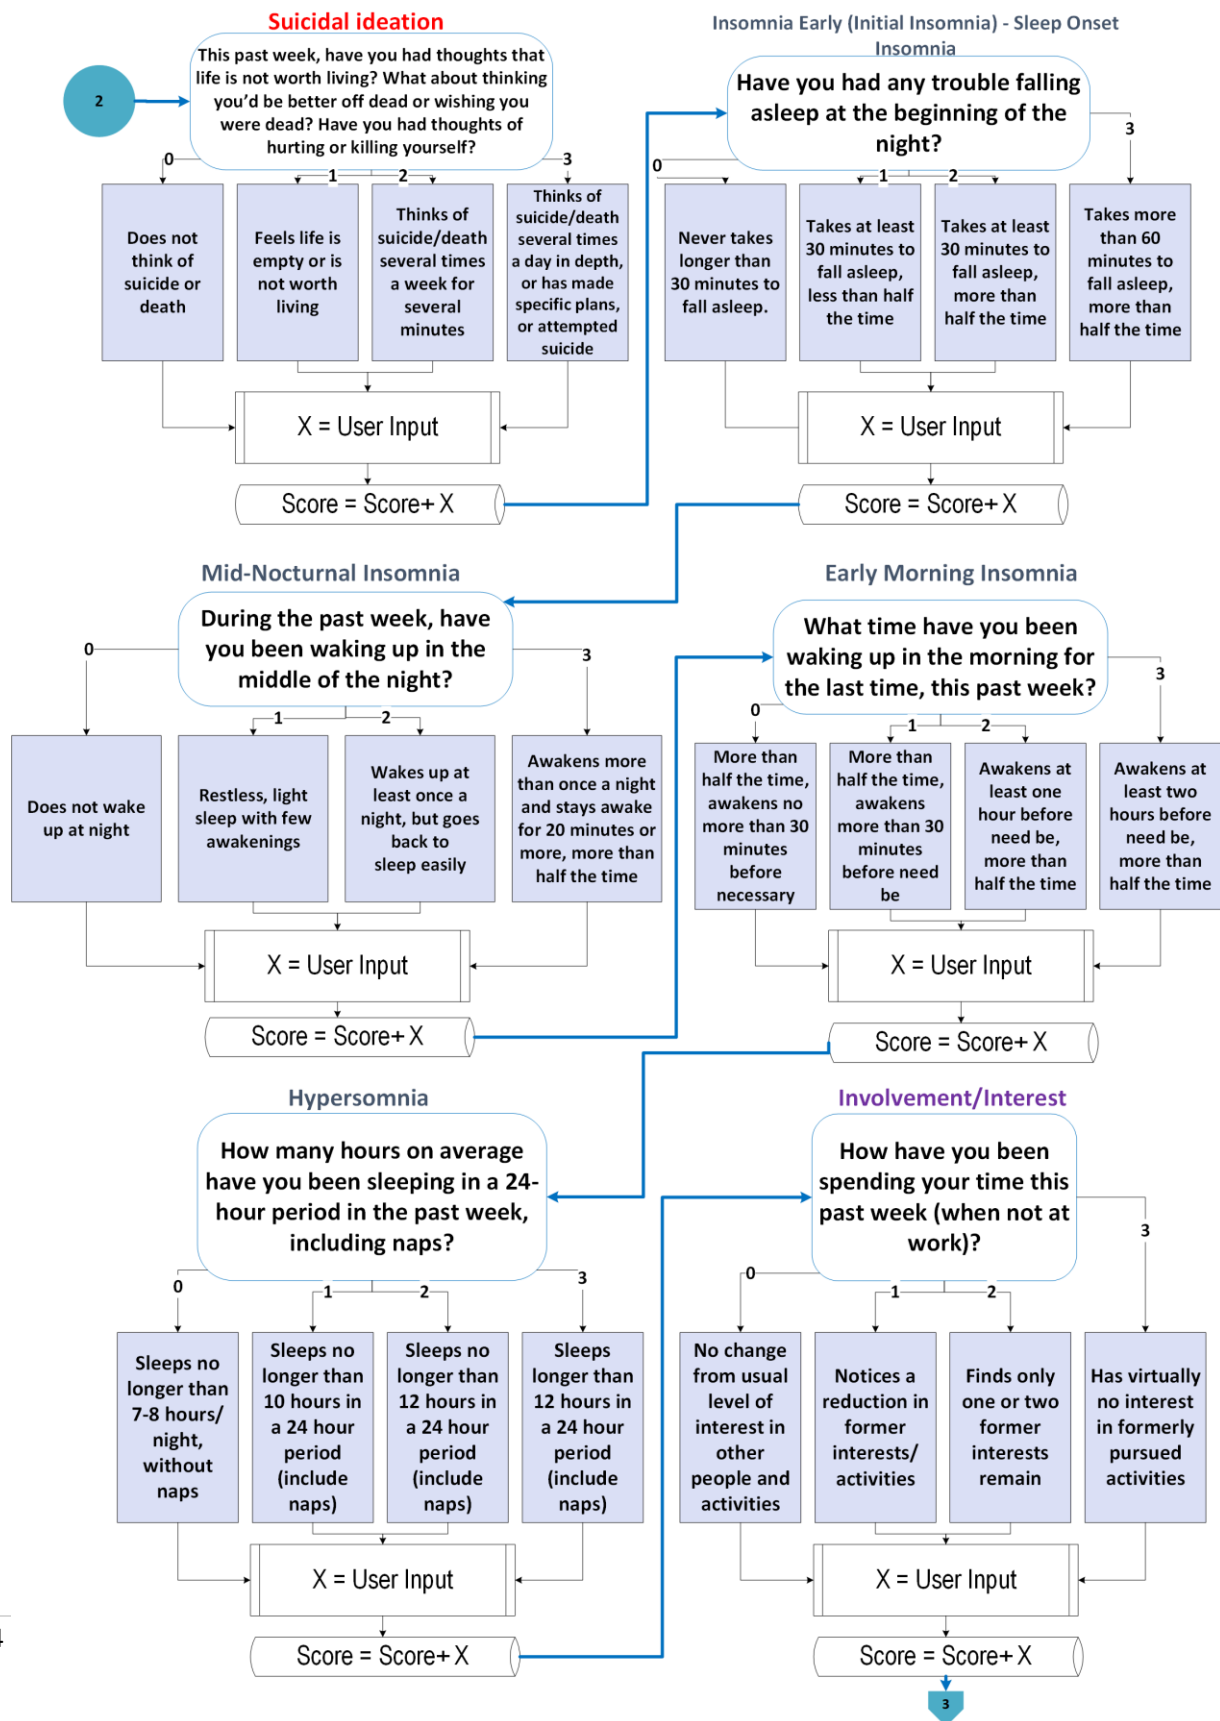 Suicidal ideation
2
This past week, have you had thoughts that
life is not worth living? What about thinking
you'd be better off dead or wishing you
were dead? Have you had thoughts of
hurting or killing yourself?
0
1
2
3
Does not
think of
suicide or
death
Feels life is
empty or is
not worth
living
Thinks of
suicide/death
several times
a week for
several
minutes
Thinks of
suicide/death
several times
a day in depth,
or has made
specific plans,
or attempted
suicide
X = User Input
Score = Score+ X
Insomnia Early (Initial Insomnia) - Sleep Onset
Insomnia
Have you had any trouble falling
asleep at the beginning of the
night?
0
1
2
3
Never takes
longer than
30 minutes to
fall asleep.
Takes at least
30 minutes to
fall asleep,
less than half
the time
Takes at least
30 minutes to
fall asleep,
more than
half the time
Takes more
than 60
minutes to
fall asleep,
more than
half the time
X = User Input
Score = Score+ X
Mid-Nocturnal Insomnia
During the past week, have
you been waking up in the
middle of the night?
0
1
2
3
Does not wake
up at night
Restless, light
sleep with few
awakenings
Wakes up at
least once a
night, but goes
back to
sleep easily
Awakens more
than once a night
and stays awake
for 20 minutes or
more, more than
half the time
X = User Input
Score = Score+ X
Early Morning Insomnia
What time have you been
waking up in the morning for
the last time, this past week?
0
1
2
3
More than
half the time,
awakens no
more than 30
minutes
before
necessary
More than
half the time,
awakens
more than 30
minutes
before need
be
Awakens at
least one
hour before
need be,
more than
half the time
Awakens at
least two
hours before
need be,
more than
half the time
X = User Input
Score = Score+ X
Hypersomnia
How many hours on average
have you been sleeping in a 24-
hour period in the past week,
including naps?
0
1
2
3
Sleeps no
longer than
7-8 hours/
night,
without
naps
Sleeps no
longer than
10 hours in
a 24 hour
period
(include
naps)
Sleeps no
longer than
12 hours in
a 24 hour
period
(include
naps)
Sleeps
longer than
12 hours in
a 24 hour
period
(include
naps)
X = User Input
Score = Score+ X
Involvement/Interest
How have you been
spending your time this
past week (when not at
work)?
0
1
2
3
No change
from usual
level of
interest in
other
people and
activities
Notices a
reduction in
former
interests/
activities
Finds only
one or two
former
interests
remain
Has virtually
no interest
in formerly
pursued
activities
X = User Input
Score = Score+ X
3